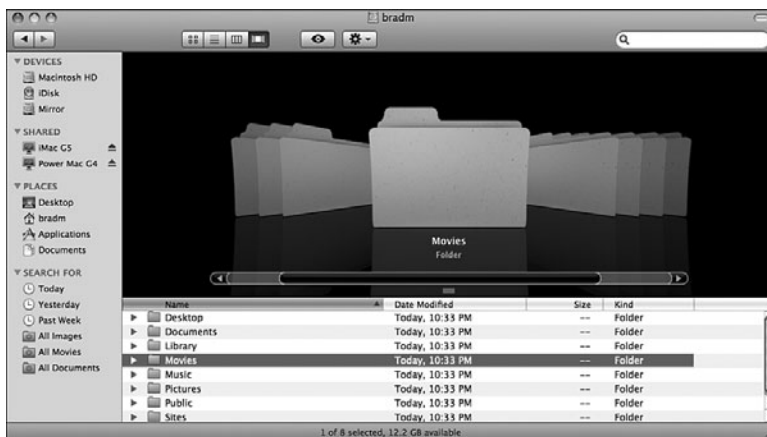 bradm
DEVICES
Macintosh HD
iDisk
Mirror
SHARED
iMac G5
Power Mac G4
PLACES
Desktop
bradm
Applications
Documents
SEARCH FOR
Today
Yesterday
Past Week
All Images
All Movies
All Documents
Movies
Folder
Name Date Modified Size Kind
Desktop Today, 10:33 PM -- Folder
Documents Today, 10:33 PM -- Folder
Library Today, 10:33 PM -- Folder
Movies Today, 10:33 PM -- Folder
Music Today, 10:33 PM -- Folder
Pictures Today, 10:33 PM -- Folder
Public Today, 10:33 PM -- Folder
Sites Today, 10:33 PM -- Folder
1 of 8 selected, 12.2 GB available